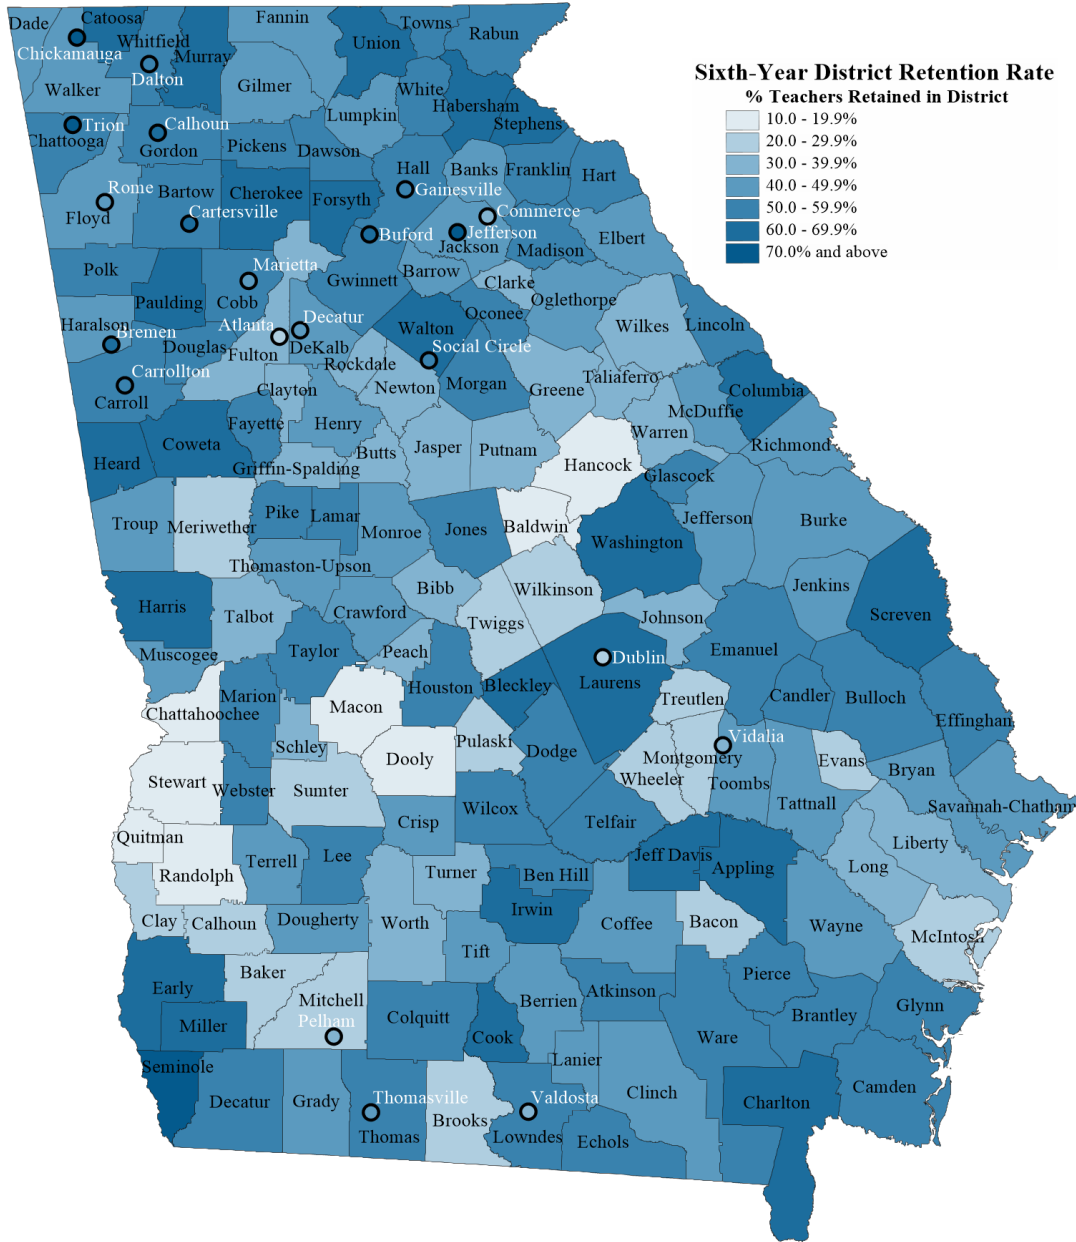 Sixth-Year District Retention Rate
% Teachers Retained in District
10.0 - 19.9%
20.0 - 29.9%
30.0 - 39.9%
40.0 - 49.9%
50.0 - 59.9%
60.0 - 69.9%
70.0% and above
Dade
Catoosa
Fannin
Towns
Rabun
Union
Whitfield
Chickamauga
Murray
Dalton
Walker
Gilmer
White
Habersham
Lumpkin
Stephens
Trion
Calhoun
Chattooga
Gordon
Pickens
Dawson
Hall
Banks
Franklin
Hart
Rome
Bartow
Cherokee
Forsyth
Gainesville
Floyd
Cartersville
Commerce
Buford
Jefferson
Jackson
Madison
Elbert
Polk
Marietta
Gwinnett
Barrow
Clarke
Paulding
Cobb
Oglethorpe
Oconee
Haralson
Bremen
Atlanta
Decatur
Walton
Wilkes
Lincoln
Douglas
Fulton
DeKalb
Social Circle
Rockdale
Carrollton
Carroll
Clayton
Newton
Morgan
Greene
Taliaferro
Columbia
McDuffie
Fayette
Henry
Warren
Richmond
Coweta
Butts
Jasper
Putnam
Heard
Griffin-Spalding
Hancock
Glascock
Troup
Meriwether
Pike
Lamar
Monroe
Jones
Baldwin
Jefferson
Burke
Washington
Thomaston-Upson
Bibb
Wilkinson
Jenkins
Harris
Talbot
Crawford
Twiggs
Johnson
Screven
Muscogee
Taylor
Peach
Dublin
Emanuel
Houston
Bleckley
Laurens
Marion
Macon
Treutlen
Candler
Bulloch
Chattahoochee
Effingham
Schley
Pulaski
Dodge
Vidalia
Dooly
Montgomery
Evans
Bryan
Stewart
Webster
Sumter
Wheeler
Toombs
Tattnall
Savannah-Chatham
Wilcox
Crisp
Telfair
Quitman
Liberty
Terrell
Lee
Jeff Davis
Appling
Long
Randolph
Turner
Ben Hill
Irwin
Clay
Calhoun
Dougherty
Worth
Coffee
Bacon
Wayne
McIntosh
Tift
Baker
Pierce
Early
Mitchell
Berrien
Atkinson
Glynn
Pelham
Colquitt
Brantley
Miller
Cook
Ware
Seminole
Lanier
Decatur
Grady
Thomasville
Valdosta
Clinch
Charlton
Camden
Brooks
Thomas
Lowndes
Echols